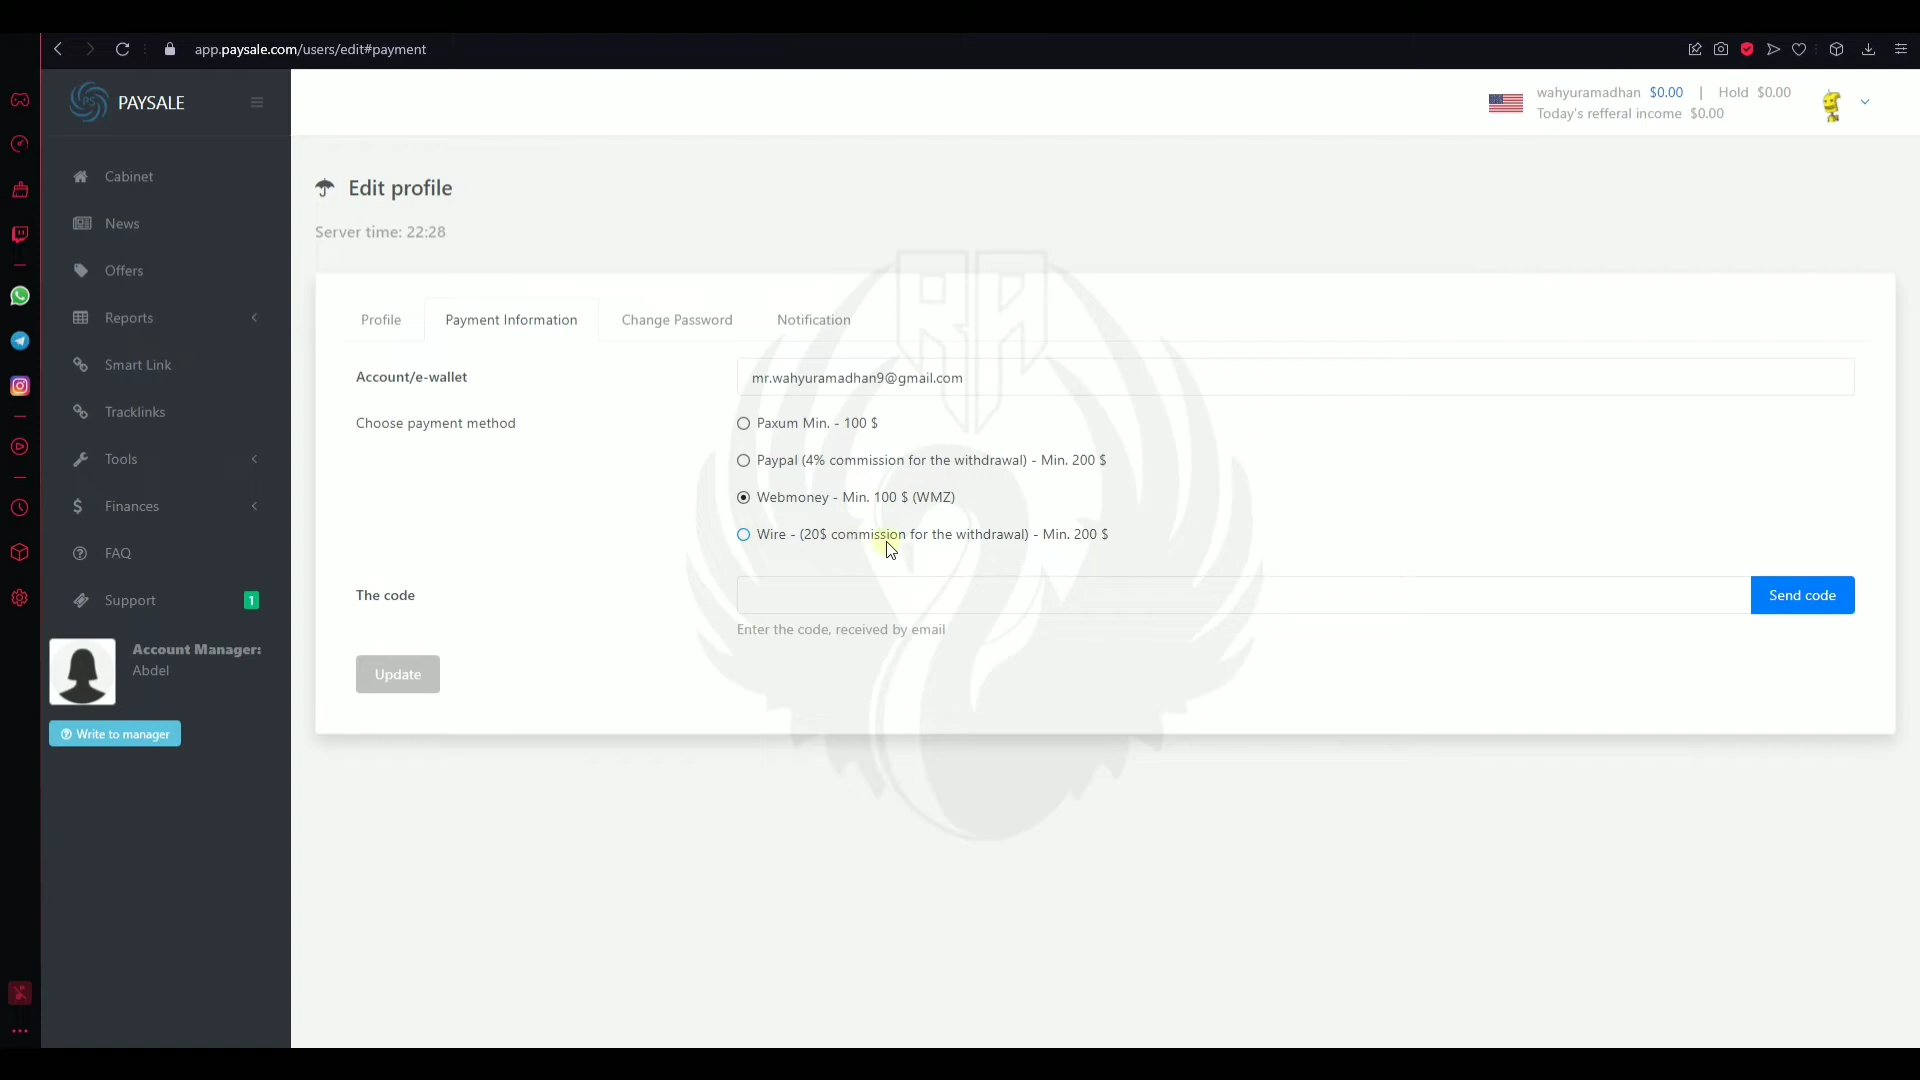 app.paysale.com/users/edit#payment
PAYSALE
wahyuramadhan $0.00 | Hold $0.00
Today's refferal income $0.00
Cabinet
News
Offers
Reports
Smart Link
Tracklinks
Tools
Finances
FAQ
Support 1
Account Manager:
Abdel
Write to manager
Edit profile
Server time: 22:28
Profile Payment Information Change Password Notification
Account/e-wallet mr.wahyuramadhan9@gmail.com
Choose payment method Paxum Min. - 100 $
Paypal (4% commission for the withdrawal) - Min. 200 $
Webmoney - Min. 100 $ (WMZ)
Wire - (20$ commission for the withdrawal) - Min. 200 $
The code Send code
Enter the code, received by email
Update